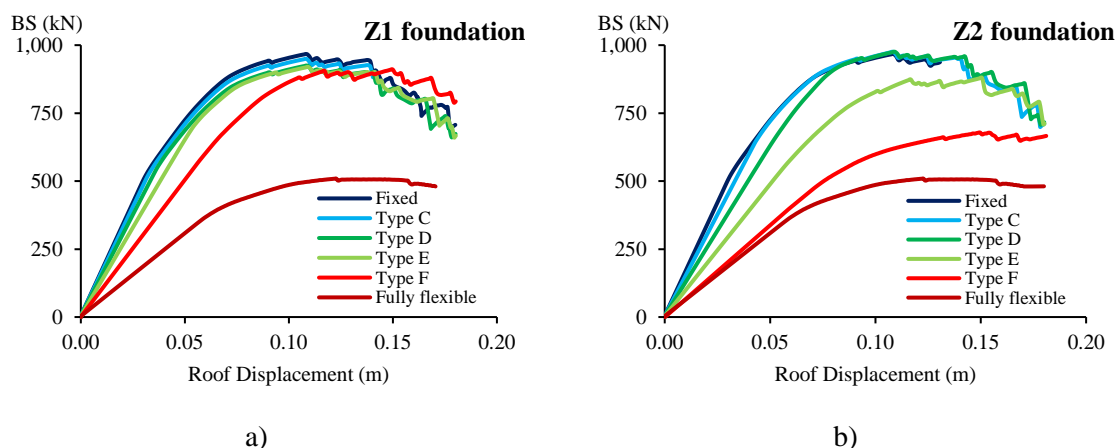 BS (kN)
Z1 foundation
1,000
750
500
250
0
0.00 0.05 0.10 0.15 0.20
Roof Displacement (m)
Fixed
Type C
Type D
Type E
Type F
Fully flexible
a)
BS (kN)
Z2 foundation
1,000
750
500
250
0
0.00 0.05 0.10 0.15 0.20
Roof Displacement (m)
Fixed
Type C
Type D
Type E
Type F
Fully flexible
b)